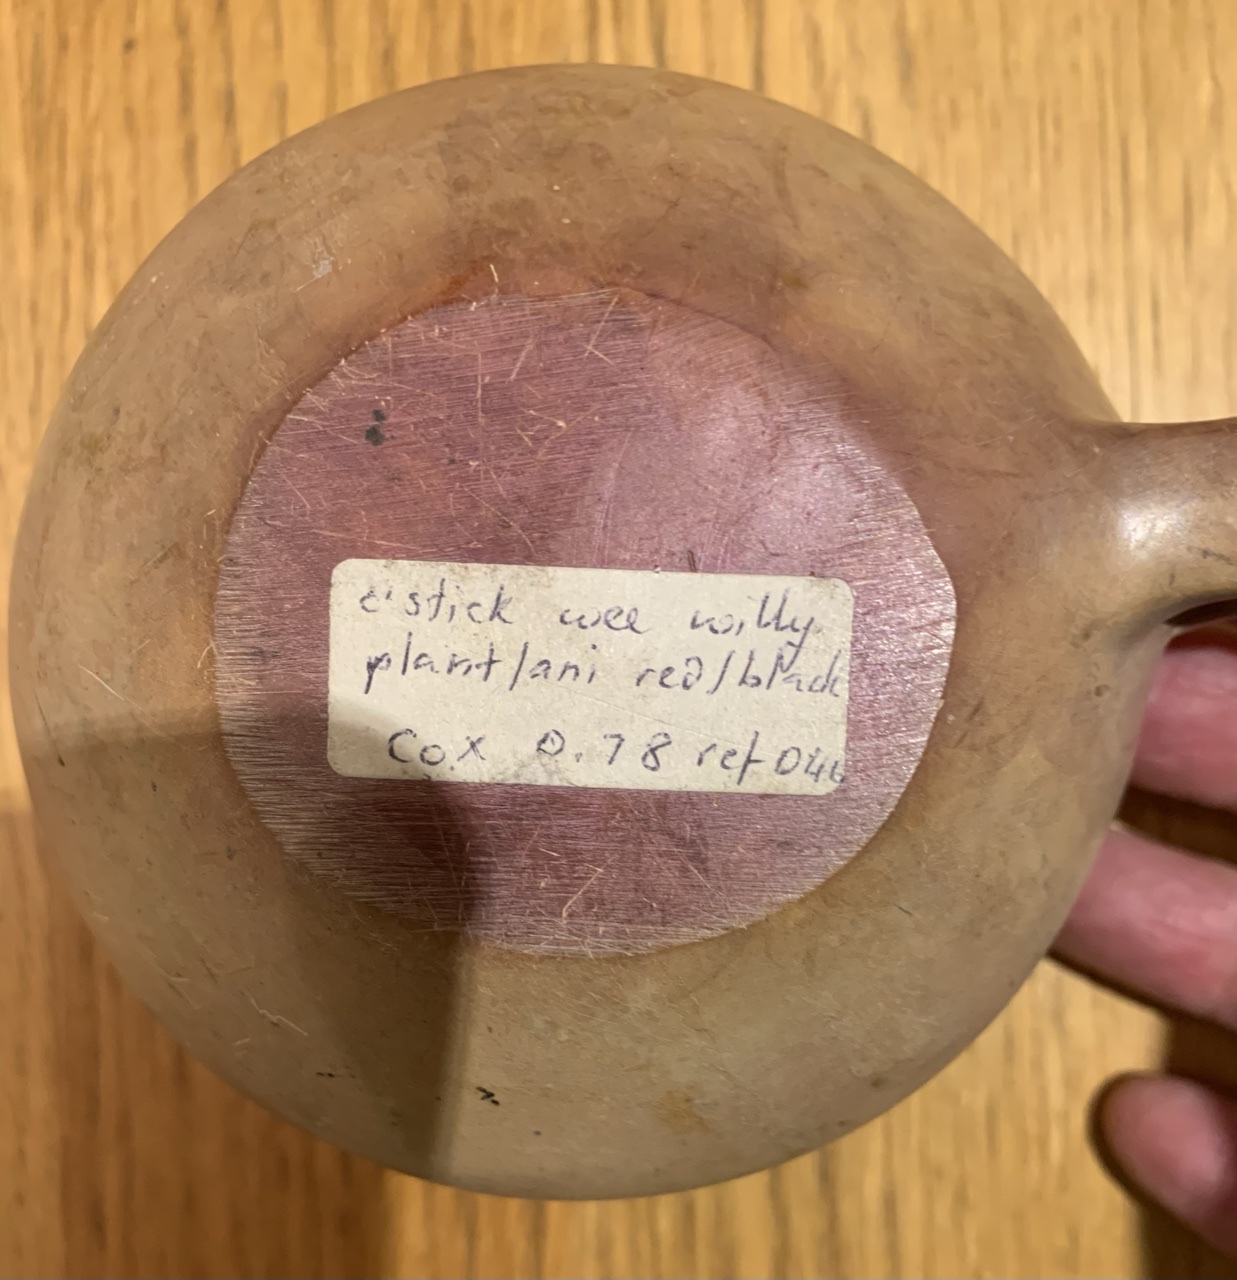 c'stick wee willy
plant/ani red/black
Cox 0.78 ref 046